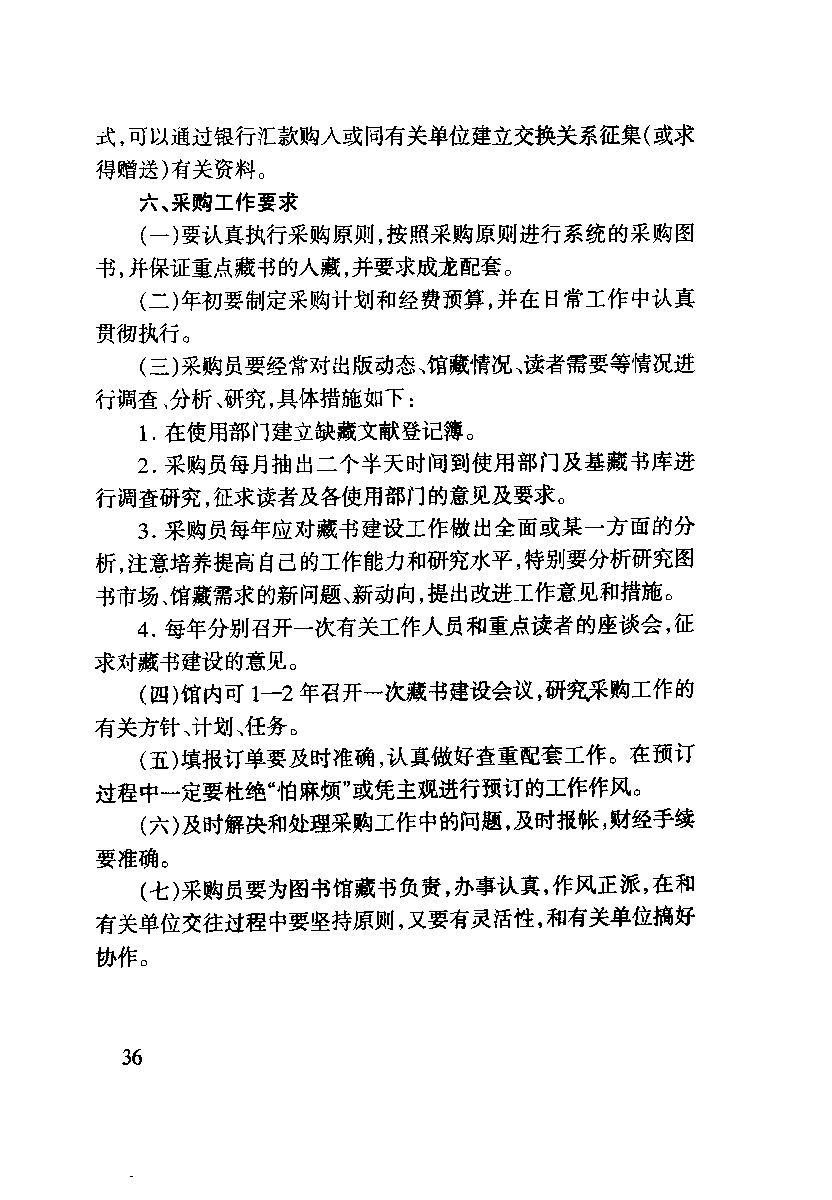 式,可以通过银行汇款购入或同有关单位建立交换关系征集(或求
得赠送)有关资料。
六、采购工作要求
(一)要认真执行采购原则,按照采购原则进行系统的采购图
书,并保证重点藏书的入藏,并要求成龙配套。
(二)年初要制定采购计划和经费预算,并在日常工作中认真
贯彻执行。
(三)采购员要经常对出版动态、馆藏情况、读者需要等情况进
行调查、分析、研究,具体措施如下:
1. 在使用部门建立缺藏文献登记簿。
2. 采购员每月抽出二个半天时间到使用部门及基藏书库进
行调查研究,征求读者及各使用部门的意见及要求。
3. 采购员每年应对藏书建设工作做出全面或某一方面的分
析,注意培养提高自己的工作能力和研究水平,特别要分析研究图
书市场、馆藏需求的新问题、新动向,提出改进工作意见和措施。
4. 每年分别召开一次有关工作人员和重点读者的座谈会,征
求对藏书建设的意见。
(四)馆内可1—2年召开一次藏书建设会议,研究采购工作的
有关方针、计划、任务。
(五)填报订单要及时准确,认真做好查重配套工作。在预订
过程中一定要杜绝“怕麻烦”或凭主观进行预订的工作作风。
(六)及时解决和处理采购工作中的问题,及时报帐,财经手续
要准确。
(七)采购员要为图书馆藏书负责,办事认真,作风正派,在和
有关单位交往过程中要坚持原则,又要有灵活性,和有关单位搞好
协作。
36